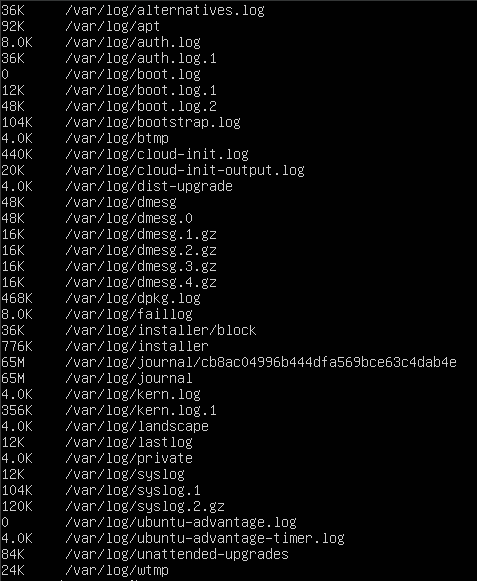 36K /var/log/alternatives.log
92K /var/log/apt
8.0K /var/log/auth.log
36K /var/log/auth.log.1
0 /var/log/boot.log
12K /var/log/boot.log.1
48K /var/log/boot.log.2
104K /var/log/bootstrap.log
4.0K /var/log/btmp
440K /var/log/cloud-init.log
20K /var/log/cloud-init-output.log
4.0K /var/log/dist-upgrade
48K /var/log/dmesg
48K /var/log/dmesg.0
16K /var/log/dmesg.1.gz
16K /var/log/dmesg.2.gz
16K /var/log/dmesg.3.gz
16K /var/log/dmesg.4.gz
468K /var/log/dpkg.log
8.0K /var/log/faillog
36K /var/log/installer/block
776K /var/log/installer
65M /var/log/journal/cb8ac04996b444dfa569bce63c4dab4e
65M /var/log/journal
4.0K /var/log/kern.log
356K /var/log/kern.log.1
4.0K /var/log/landscape
12K /var/log/lastlog
4.0K /var/log/private
12K /var/log/syslog
104K /var/log/syslog.1
120K /var/log/syslog.2.gz
0 /var/log/ubuntu-advantage.log
4.0K /var/log/ubuntu-advantage-timer.log
84K /var/log/unattended-upgrades
24K /var/log/wtmp